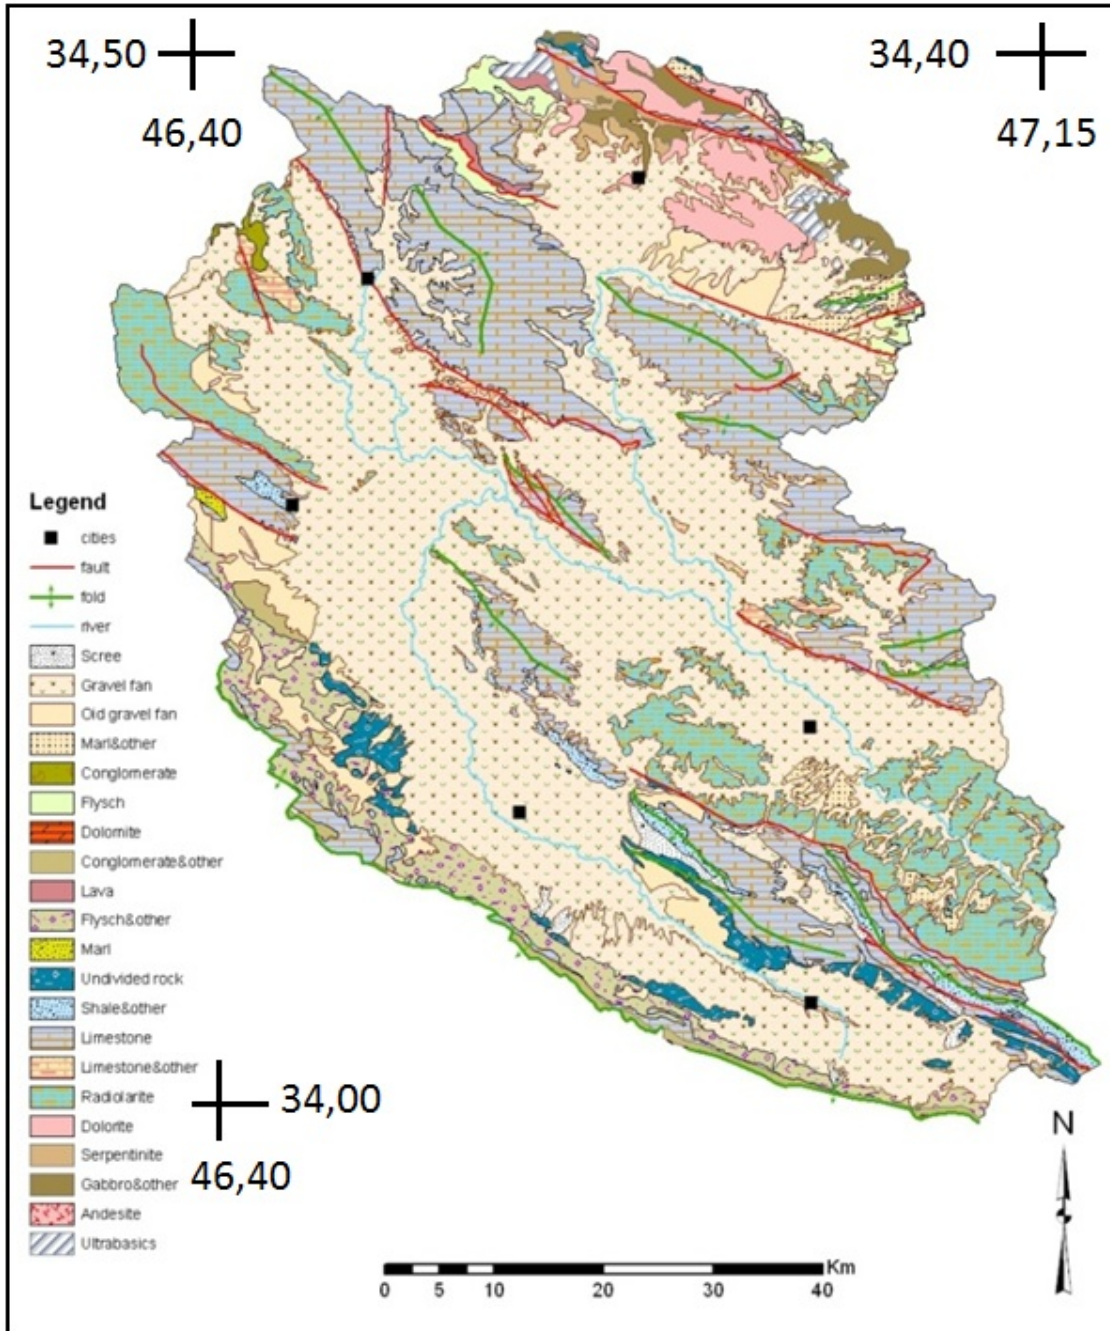 34,50
34,40
46,40
47,15
Legend
cities
fault
fold
river
Scree
Gravel fan
Old gravel fan
Marl&other
Conglomerate
Flysch
Dolomite
Conglomerate&other
Lava
Flysch&other
Marl
Undivided rock
Shale&other
Limestone
Limestone&other
Radiolarite
Dolorite
Serpentinite
Gabbro&other
Andesite
Ultrabasics
34,00
46,40
N
Km
0 5 10 20 30 40